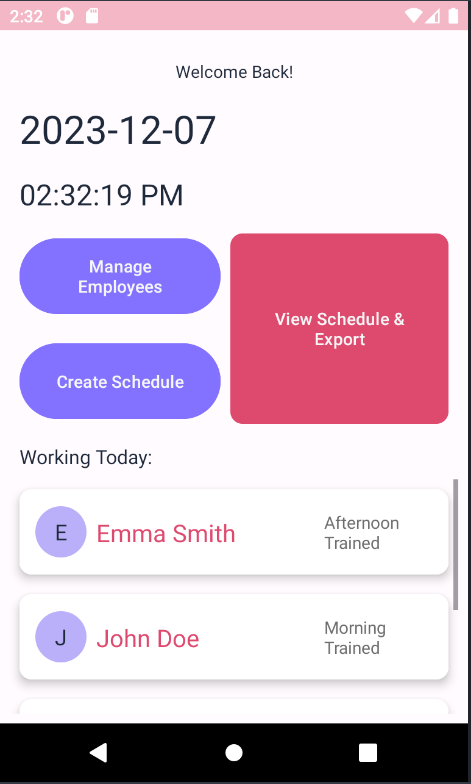 2:32
Welcome Back!
2023-12-07
02:32:19 PM
Manage
Employees
View Schedule &
Export
Create Schedule
Working Today:
E
Emma Smith
Afternoon
Trained
J
John Doe
Morning
Trained